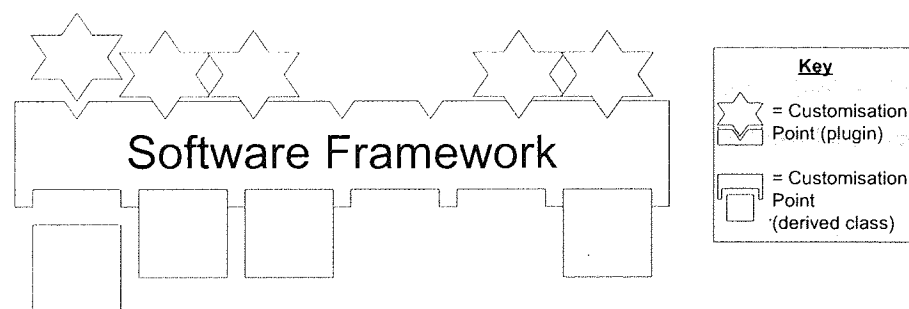 Software Framework
Key
= Customisation
Point (plugin)
= Customisation
Point
(derived class)